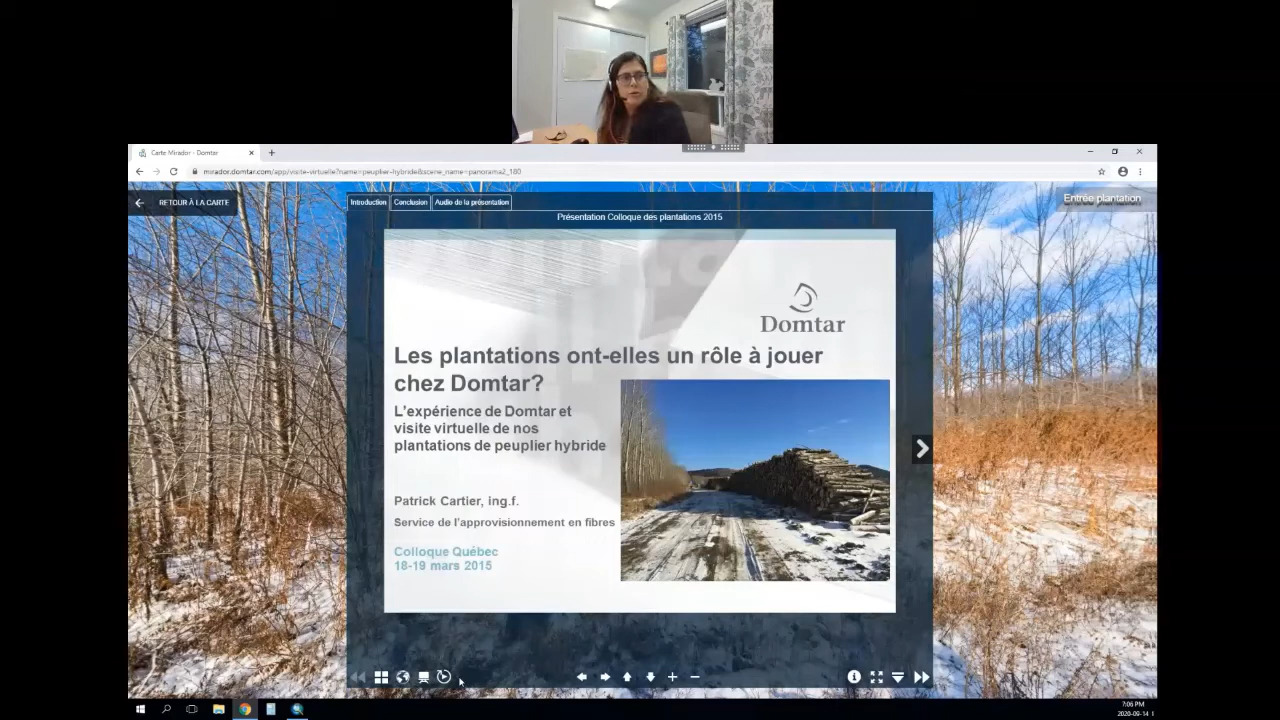 Carte Mirador - Domtar
mirador.domtar.com/app/visite-virtuelle?name=peuplier-hybride&scene_name=panorama2_180
RETOUR À LA CARTE
Introduction
Conclusion
Audio de la présentation
Entrée plantation
Présentation Colloque des plantations 2015
Domtar
Les plantations ont-elles un rôle à jouer
chez Domtar?
L'expérience de Domtar et
visite virtuelle de nos
plantations de peuplier hybride
Patrick Cartier, ing.f.
Service de l'approvisionnement en fibres
Colloque Québec
18-19 mars 2015
7:06 PM
2020-09-14